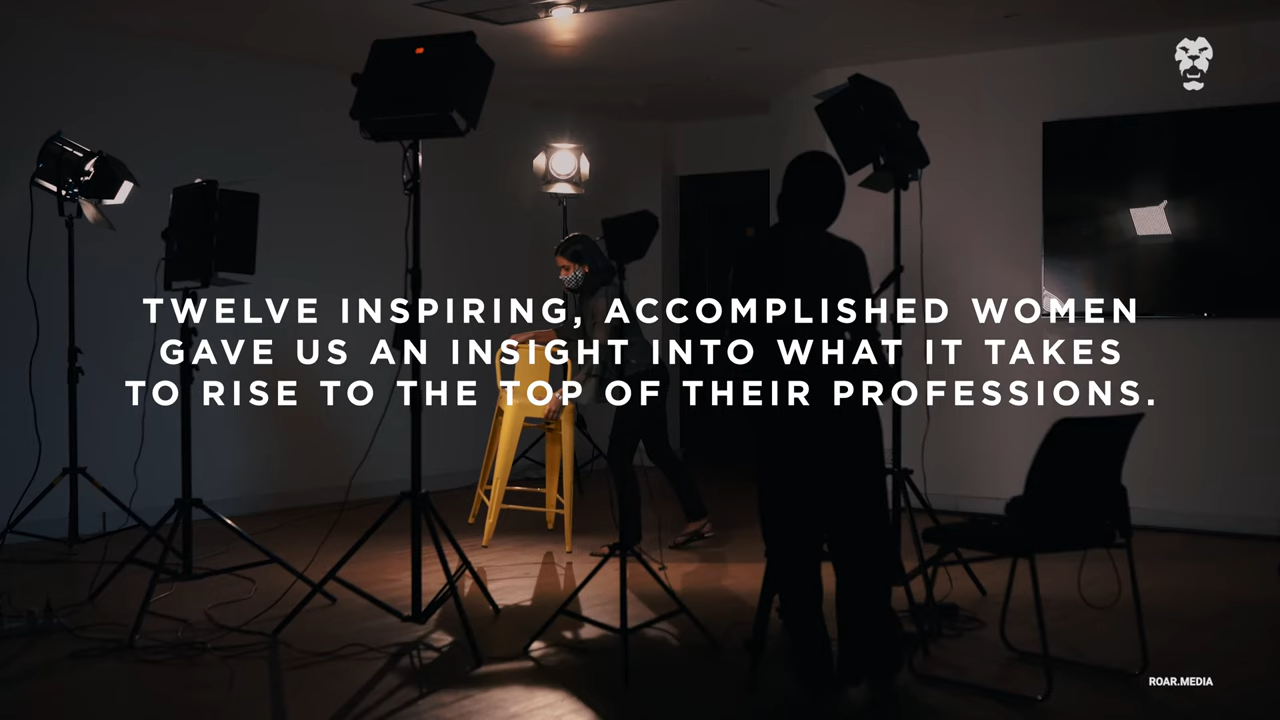 TWELVE INSPIRING, ACCOMPLISHED WOMEN
GAVE US AN INSIGHT INTO WHAT IT TAKES
TO RISE TO THE TOP OF THEIR PROFESSIONS.
ROAR.MEDIA